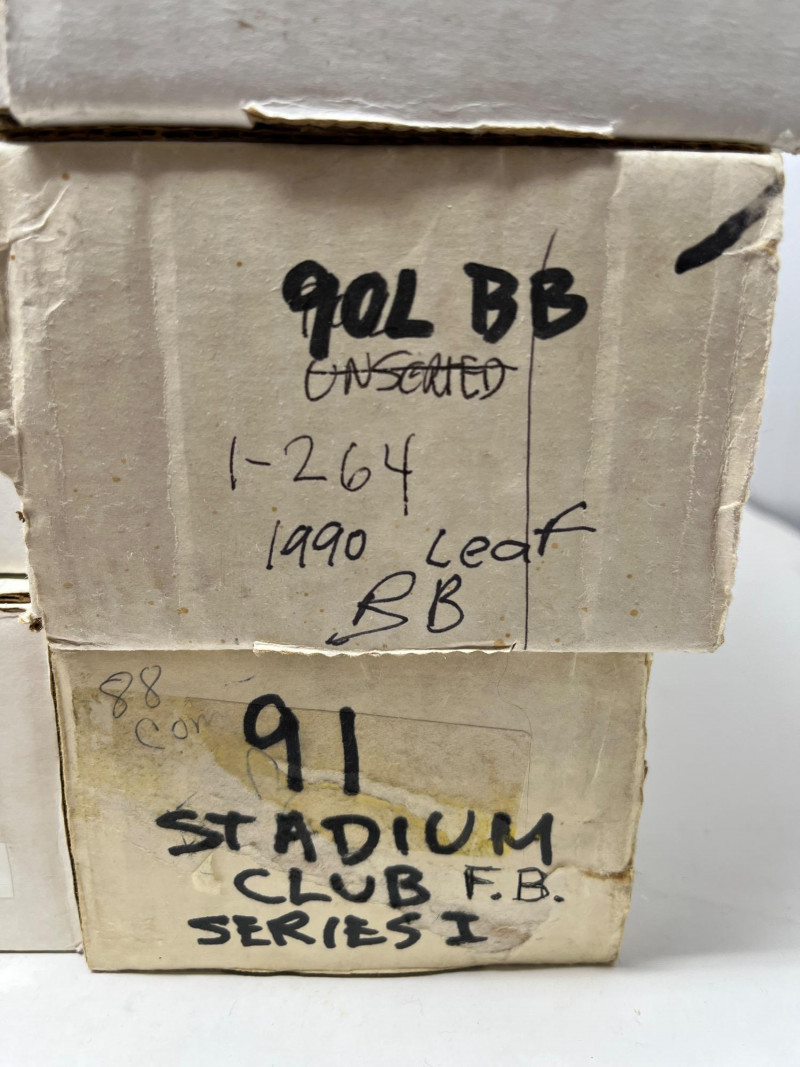 90L BB
UNSORTED
1-264
1990 Leaf
BB
88
Com
91
STADIUM
CLUB F.B.
SERIES I